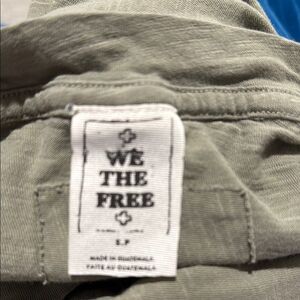 WE
THE
FREE
S.P
MADE IN GUATEMALA
FAITE AU GUATEMALA